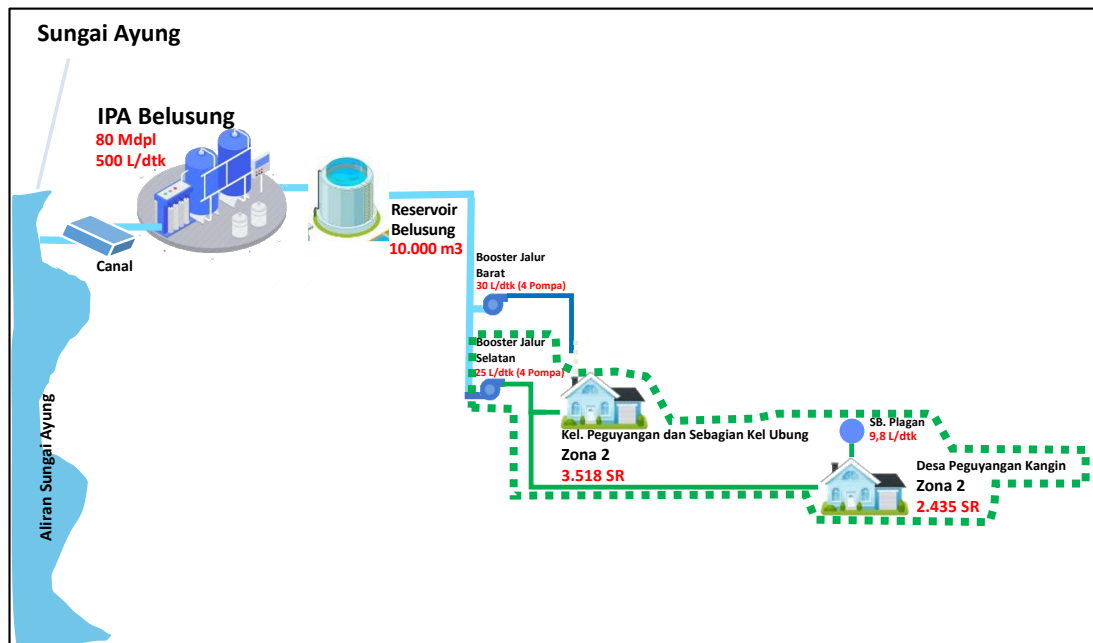 Sungai Ayung
IPA Belusung
80 Mdpl
500 L/dtk
Canal
Reservoir
Belusung
10.000 m3
Booster Jalur
Barat
30 L/dtk (4 Pompa)
Booster Jalur
Selatan
25 L/dtk (4 Pompa)
Kel. Peguyangan dan Sebagian Kel Ubung
Zona 2
3.518 SR
SB. Plagan
9,8 L/dtk
Desa Peguyangan Kangin
Zona 2
2.435 SR
Aliran Sungai Ayung